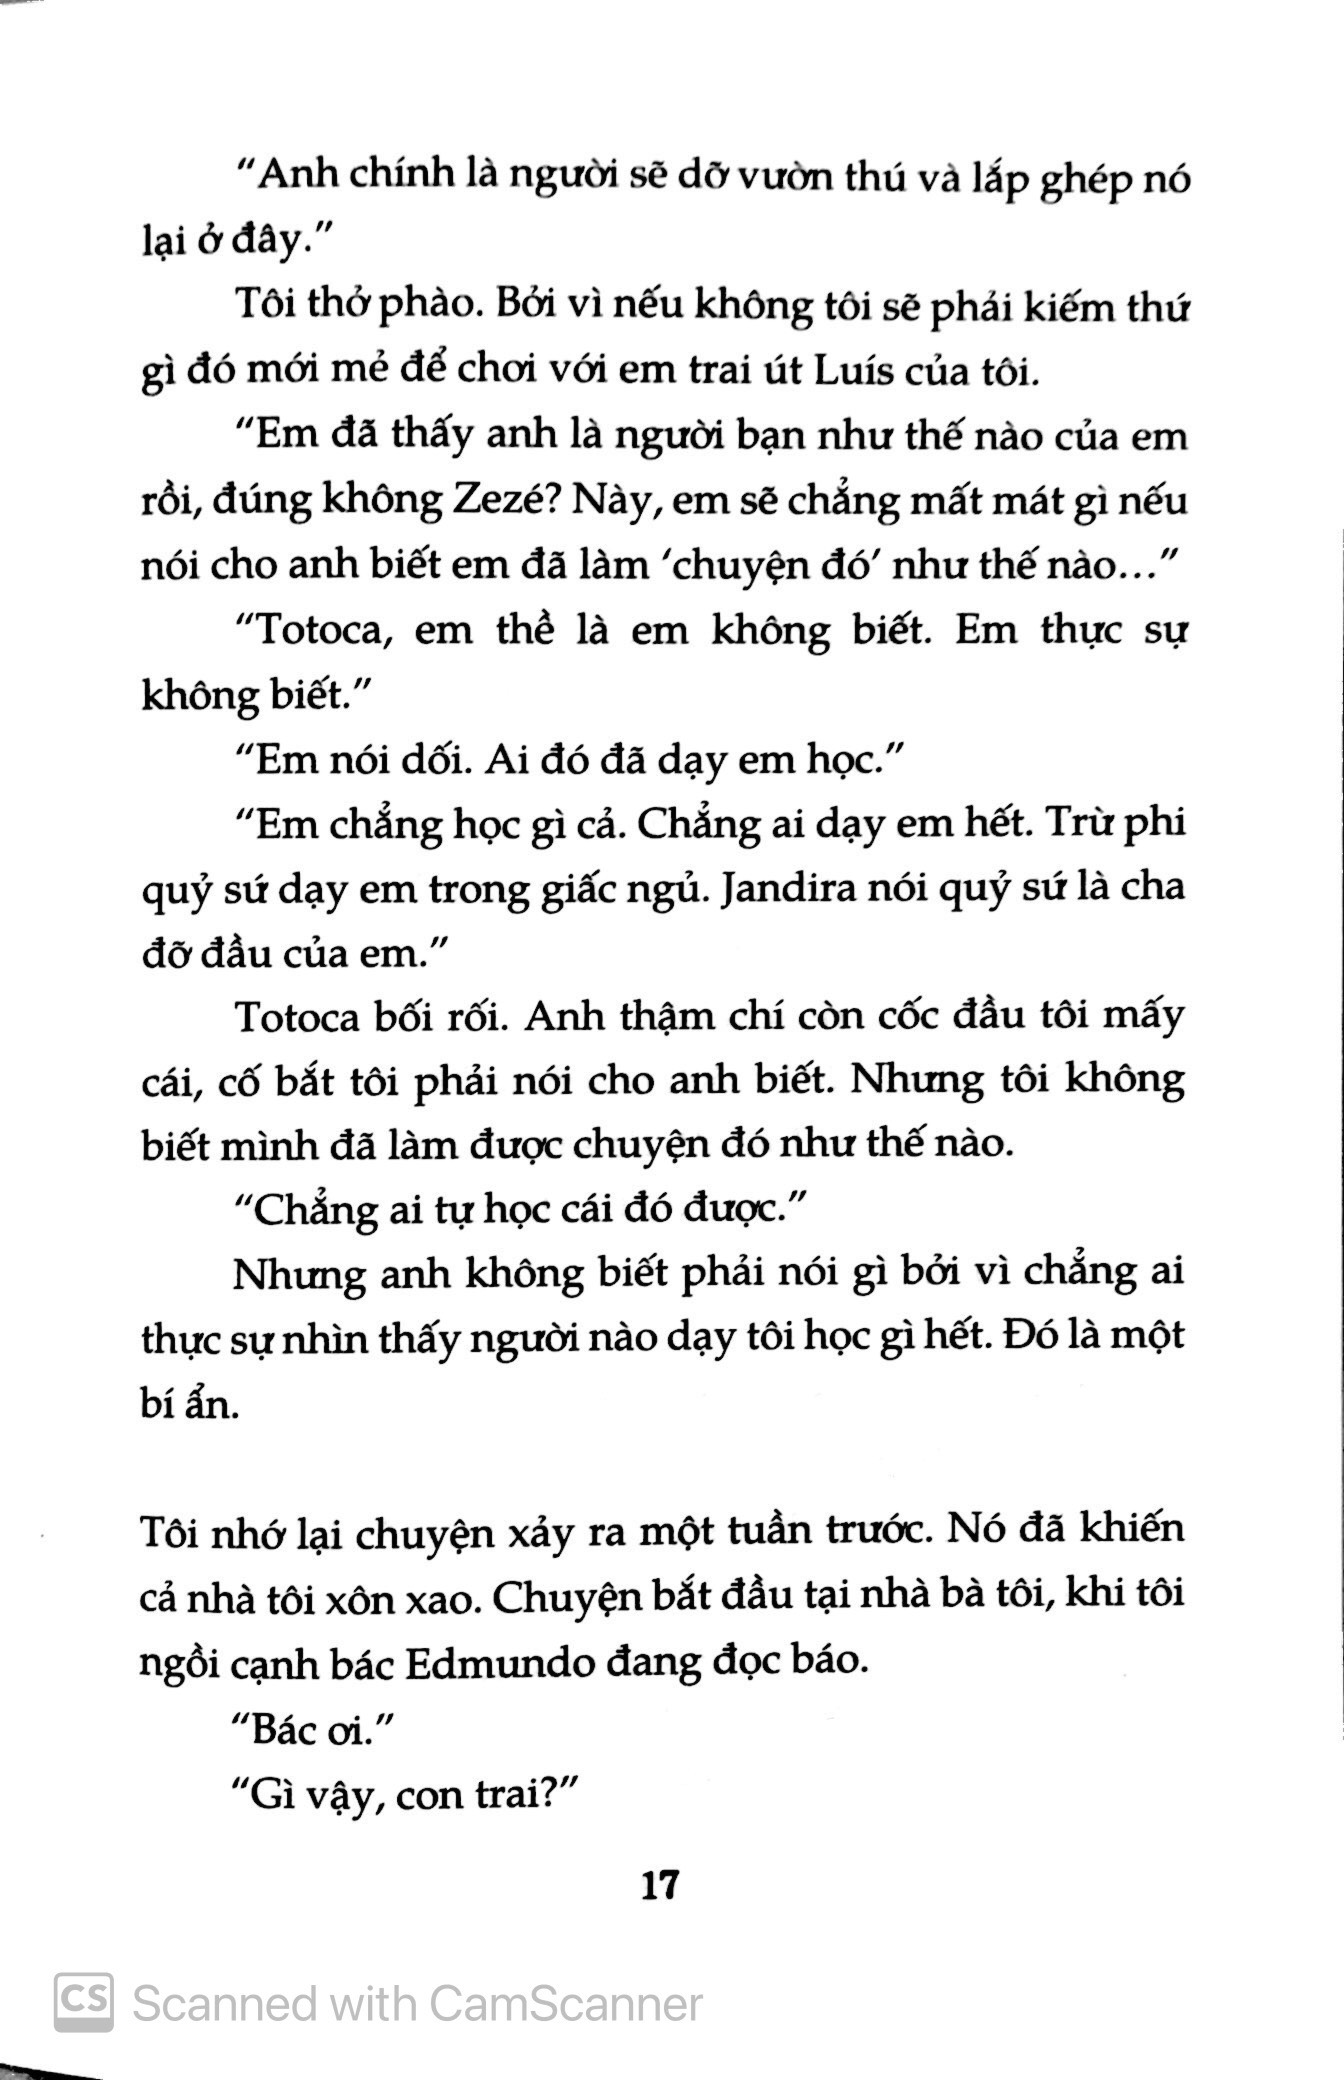 “Anh chính là người sẽ dỡ vườn thú và lắp ghép nó
lại ở đây.”
Tôi thở phào. Bởi vì nếu không tôi sẽ phải kiếm thứ
gì đó mới mẻ để chơi với em trai út Luís của tôi.
“Em đã thấy anh là người bạn như thế nào của em
rồi, đúng không Zezé? Này, em sẽ chẳng mất mát gì nếu
nói cho anh biết em đã làm ‘chuyện đó’ như thế nào...”
“Totoca, em thề là em không biết. Em thực sự
không biết.”
“Em nói dối. Ai đó đã dạy em học.”
“Em chẳng học gì cả. Chẳng ai dạy em hết. Trừ phi
quỷ sứ dạy em trong giấc ngủ. Jandira nói quỷ sứ là cha
đỡ đầu của em.”
Totoca bối rối. Anh thậm chí còn cốc đầu tôi mấy
cái, cố bắt tôi phải nói cho anh biết. Nhưng tôi không
biết mình đã làm được chuyện đó như thế nào.
“Chẳng ai tự học cái đó được.”
Nhưng anh không biết phải nói gì bởi vì chẳng ai
thực sự nhìn thấy người nào dạy tôi học gì hết. Đó là một
bí ẩn.
Tôi nhớ lại chuyện xảy ra một tuần trước. Nó đã khiến
cả nhà tôi xôn xao. Chuyện bắt đầu tại nhà bà tôi, khi tôi
ngồi cạnh bác Edmundo đang đọc báo.
“Bác ơi.”
“Gì vậy, con trai?”
17
CS Scanned with CamScanner